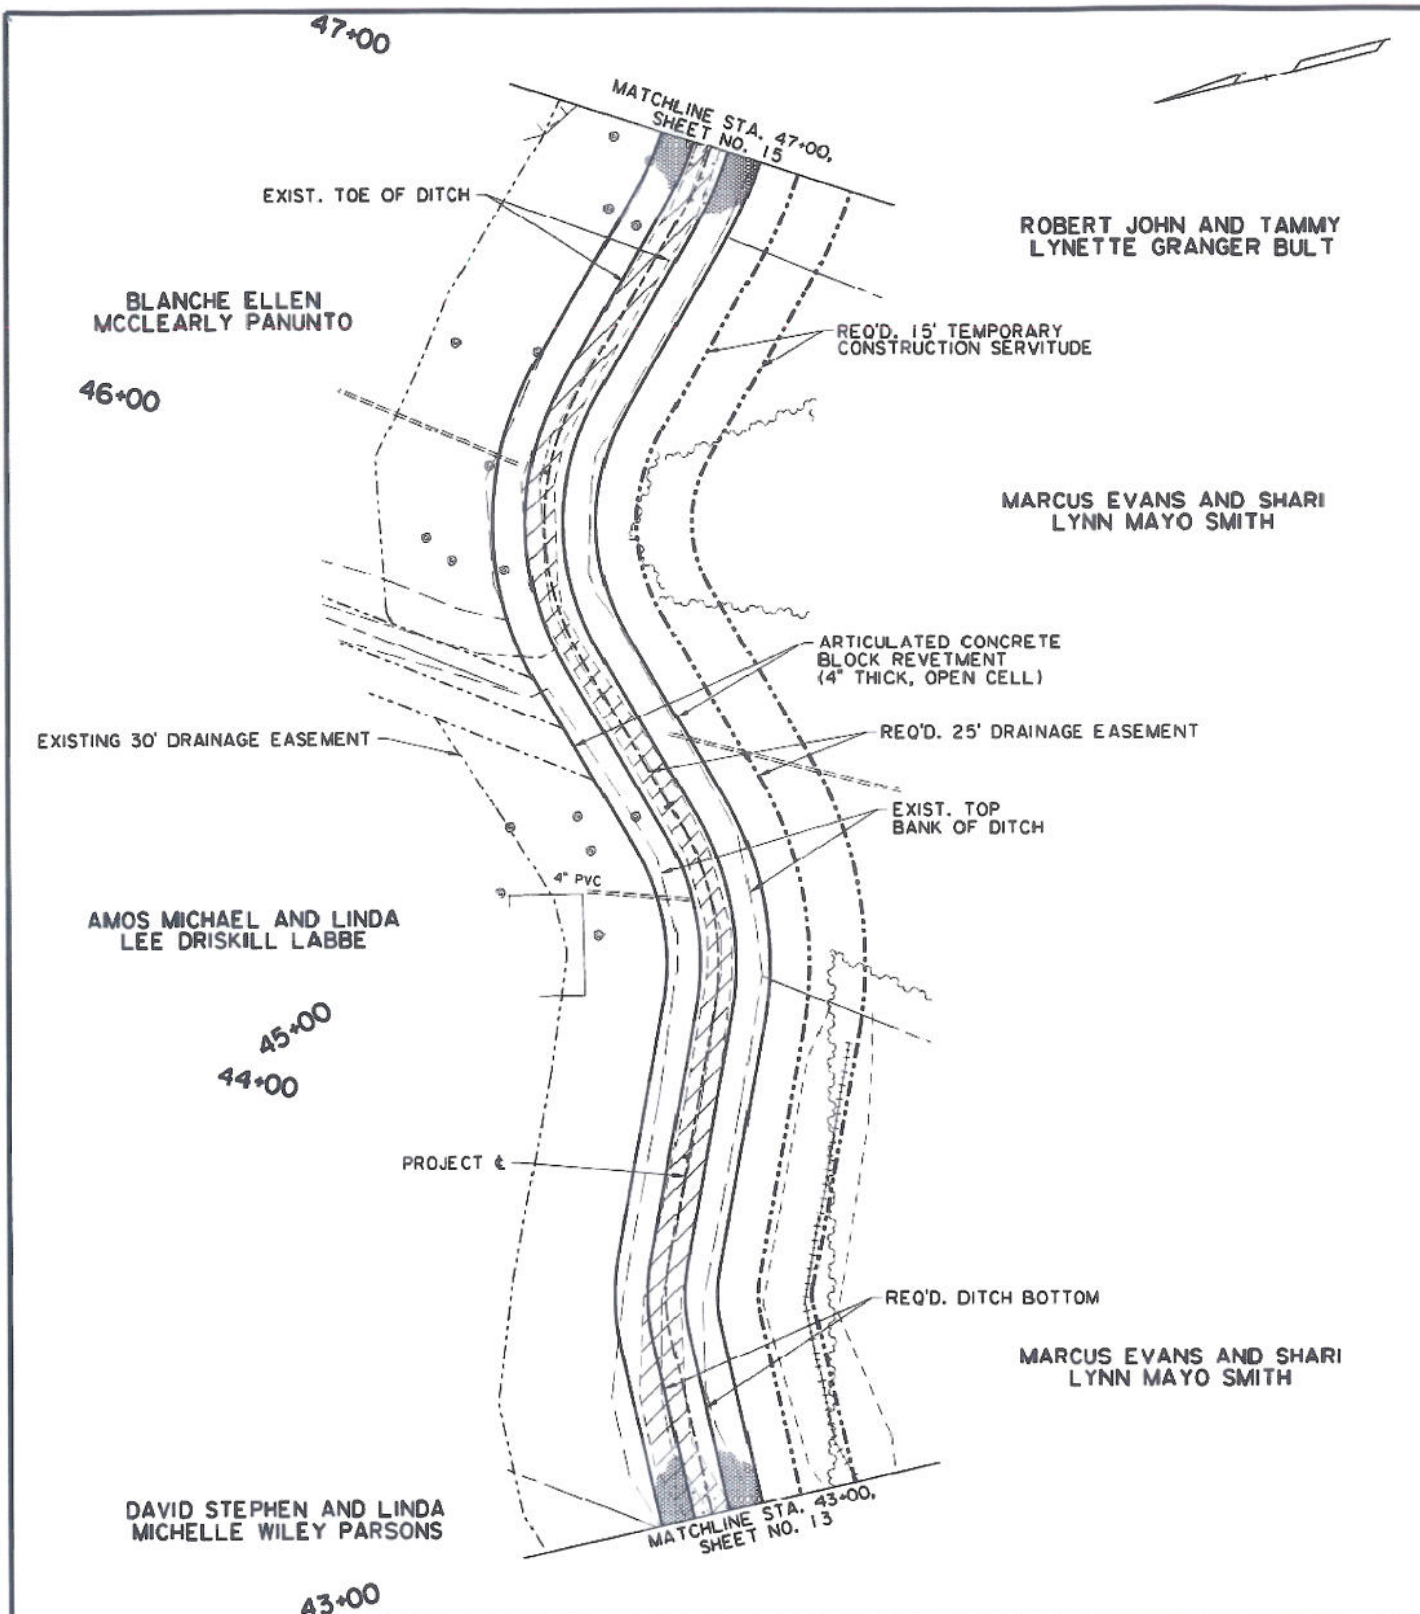 47+00
MATCHLINE STA. 47+00,
SHEET NO. 15
EXIST. TOE OF DITCH
ROBERT JOHN AND TAMMY
LYNETTE GRANGER BULT
BLANCHE ELLEN
MCCLEARLY PANUNTO
REQ'D. 15' TEMPORARY
CONSTRUCTION SERVITUDE
46+00
MARCUS EVANS AND SHARI
LYNN MAYO SMITH
ARTICULATED CONCRETE
BLOCK REVETMENT
(4" THICK, OPEN CELL)
EXISTING 30' DRAINAGE EASEMENT
REQ'D. 25' DRAINAGE EASEMENT
EXIST. TOP
BANK OF DITCH
4" PVC
AMOS MICHAEL AND LINDA
LEE DRISKILL LABBE
45+00
44+00
PROJECT ℄
REQ'D. DITCH BOTTOM
MARCUS EVANS AND SHARI
LYNN MAYO SMITH
DAVID STEPHEN AND LINDA
MICHELLE WILEY PARSONS
MATCHLINE STA. 43+00,
SHEET NO. 13
43+00